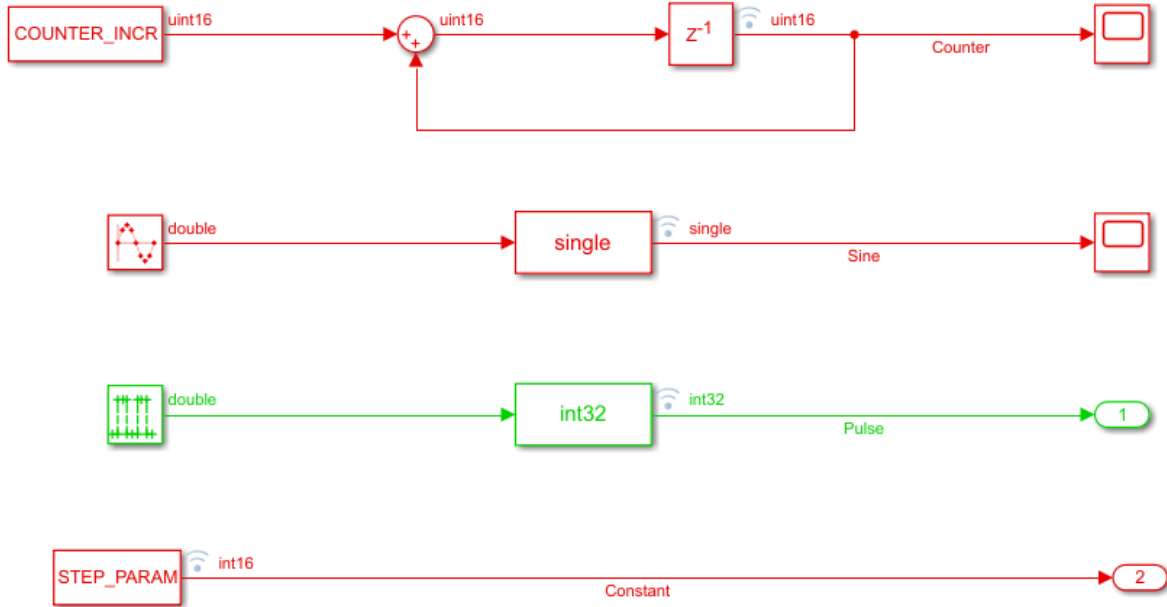 COUNTER_INCR uint16 ++ uint16 z-1 uint16 Counter
double single single Sine
double int32 int32 Pulse 1
STEP_PARAM int16 Constant 2